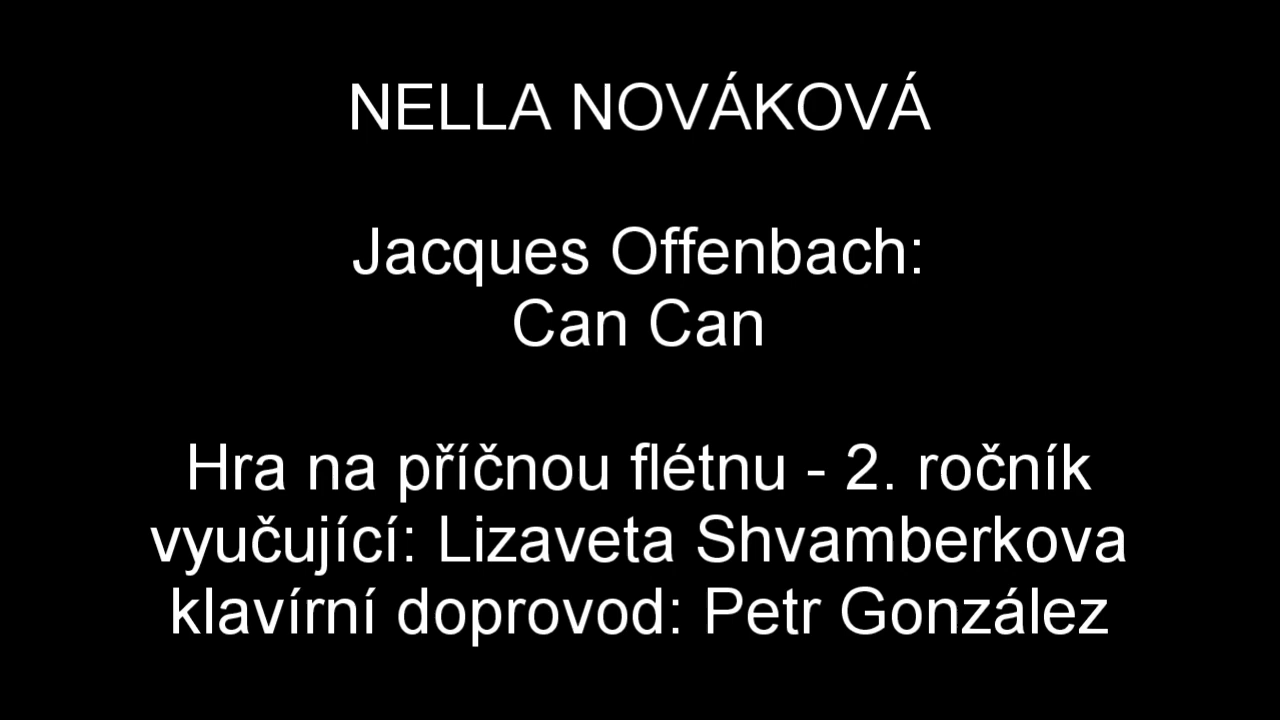 NELLA NOVÁKOVÁ
Jacques Offenbach:
Can Can
Hra na příčnou flétnu - 2. ročník
vyučující: Lizaveta Shvamberkova
klavírní doprovod: Petr González